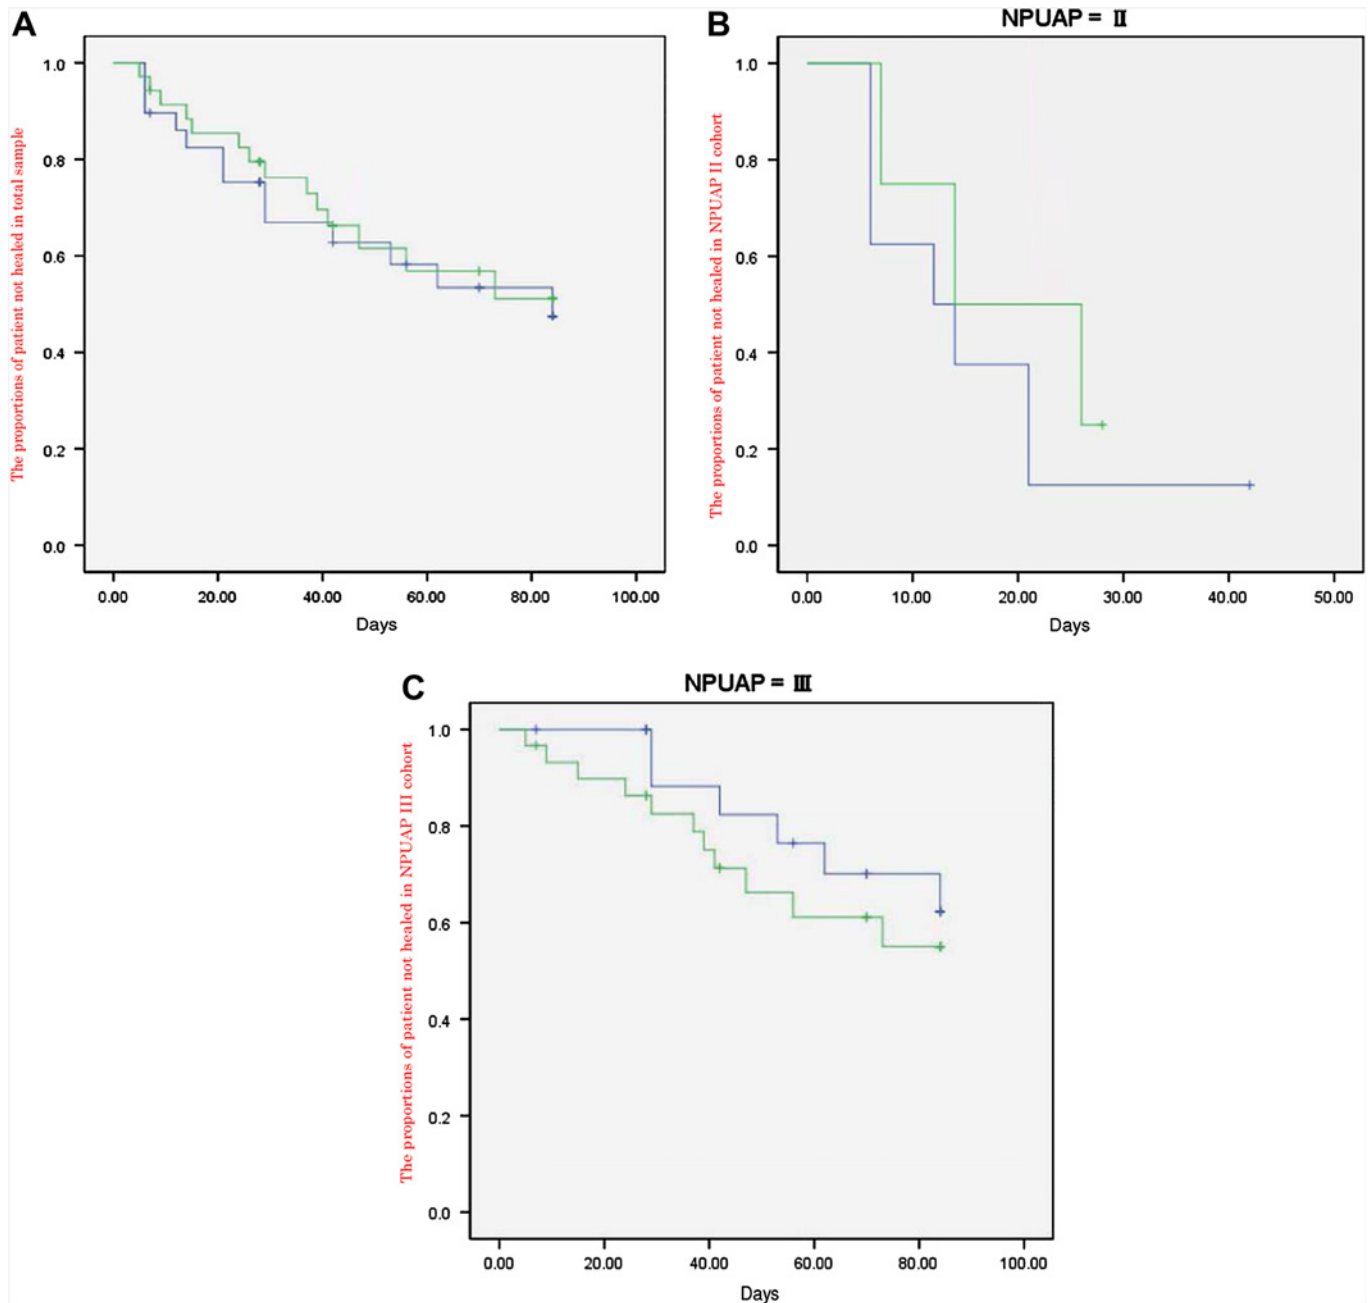 A
The proportions of patient not healed in total sample
1.0
0.8
0.6
0.4
0.2
0.0
0.00 20.00 40.00 60.00 80.00 100.00
Days
B
NPUAP = II
The proportions of patient not healed in NPUAP II cohort
1.0
0.8
0.6
0.4
0.2
0.0
0.00 10.00 20.00 30.00 40.00 50.00
Days
C
NPUAP = III
The proportions of patient not healed in NPUAP III cohort
1.0
0.8
0.6
0.4
0.2
0.0
0.00 20.00 40.00 60.00 80.00 100.00
Days